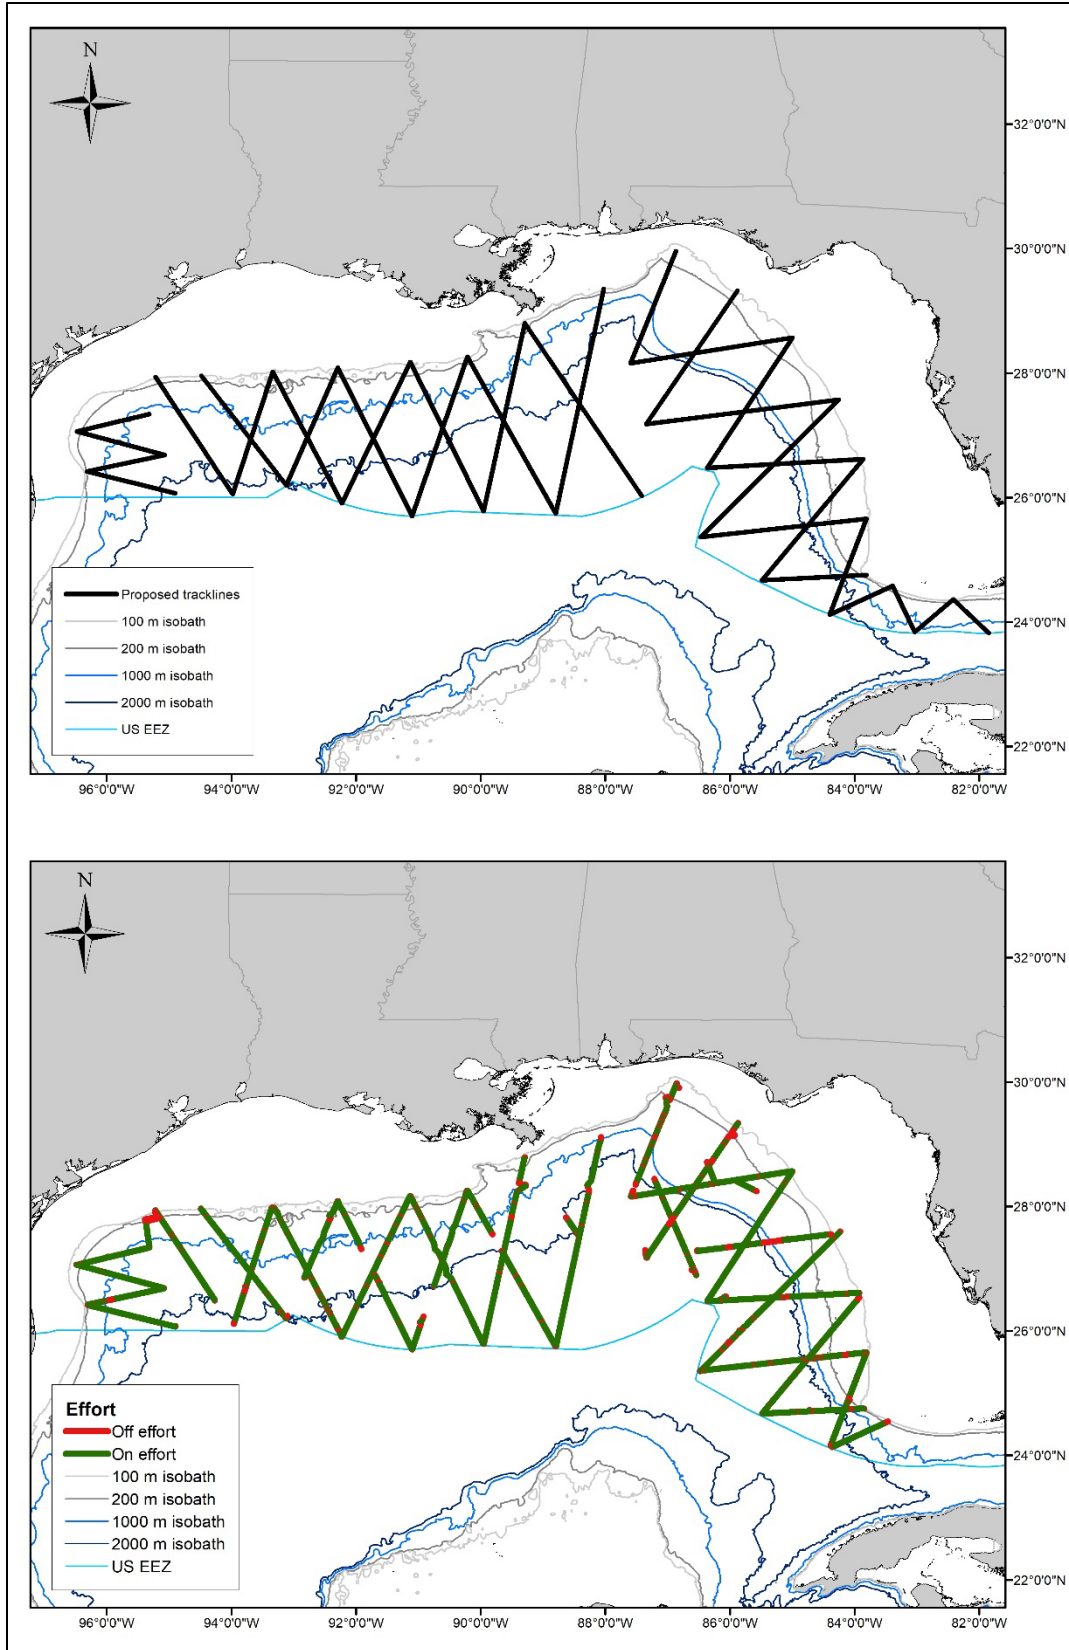 N
32°0'0"N
30°0'0"N
28°0'0"N
26°0'0"N
24°0'0"N
22°0'0"N
Proposed tracklines
100 m isobath
200 m isobath
1000 m isobath
2000 m isobath
US EEZ
96°0'0"W 94°0'0"W 92°0'0"W 90°0'0"W 88°0'0"W 86°0'0"W 84°0'0"W 82°0'0"W
N
32°0'0"N
30°0'0"N
28°0'0"N
26°0'0"N
24°0'0"N
22°0'0"N
Effort
Off effort
On effort
100 m isobath
200 m isobath
1000 m isobath
2000 m isobath
US EEZ
96°0'0"W 94°0'0"W 92°0'0"W 90°0'0"W 88°0'0"W 86°0'0"W 84°0'0"W 82°0'0"W